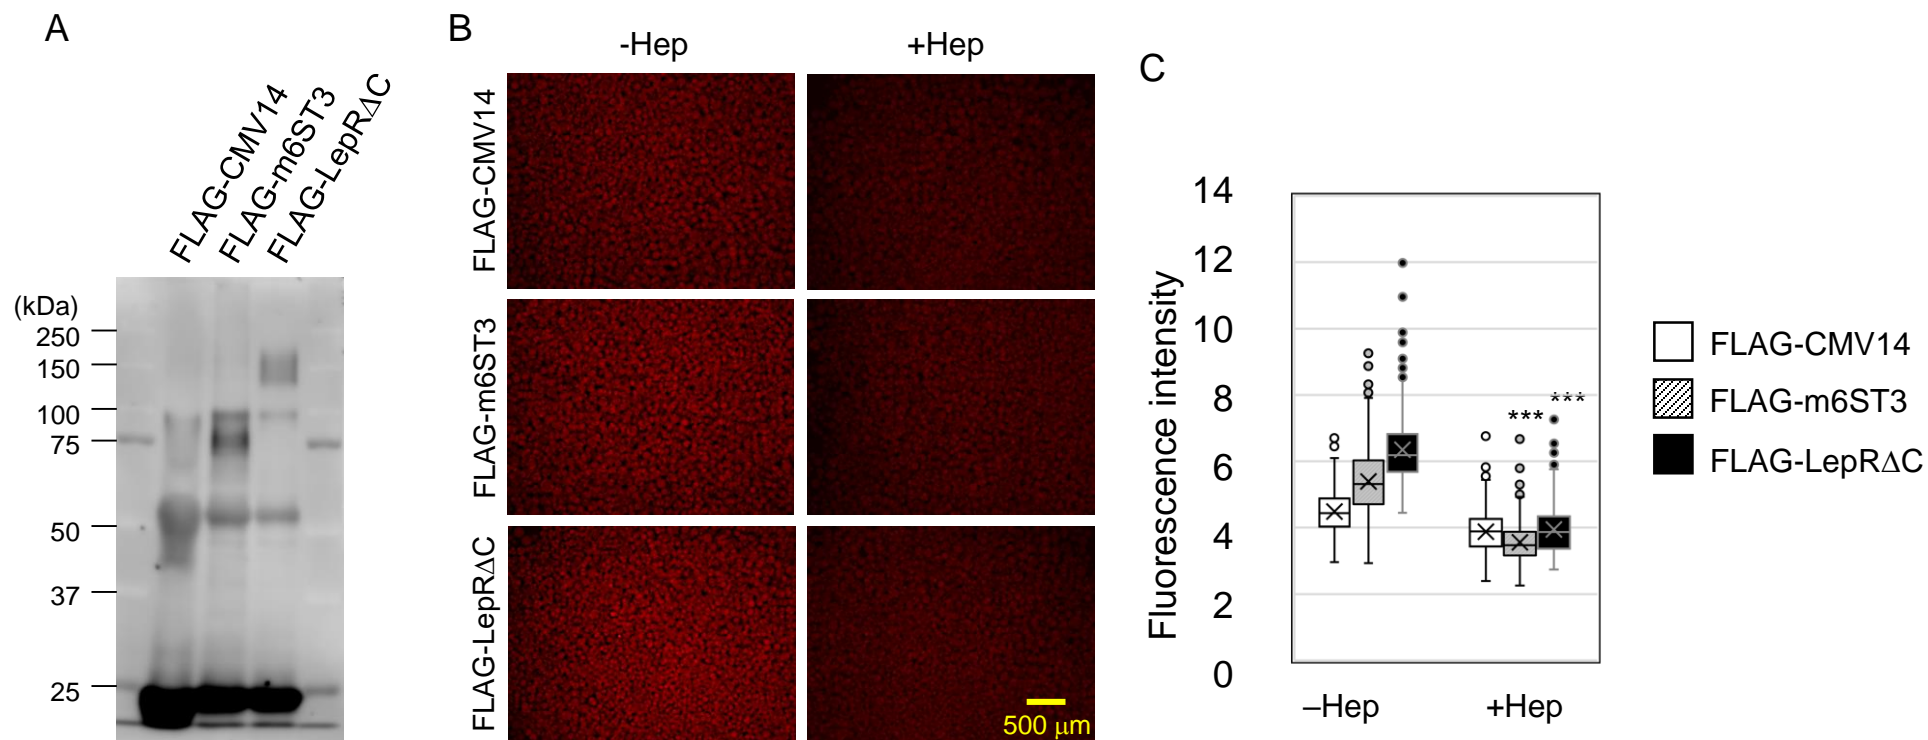 A
FLAG-CMV14
FLAG-m6ST3
FLAG-LepRΔC
(kDa)
250
150
100
75
50
37
25
B
-Hep
+Hep
FLAG-CMV14
FLAG-m6ST3
FLAG-LepRΔC
500 μm
C
Fluorescence intensity
14
12
10
8
6
4
2
0
***
***
–Hep
+Hep
FLAG-CMV14
FLAG-m6ST3
FLAG-LepRΔC